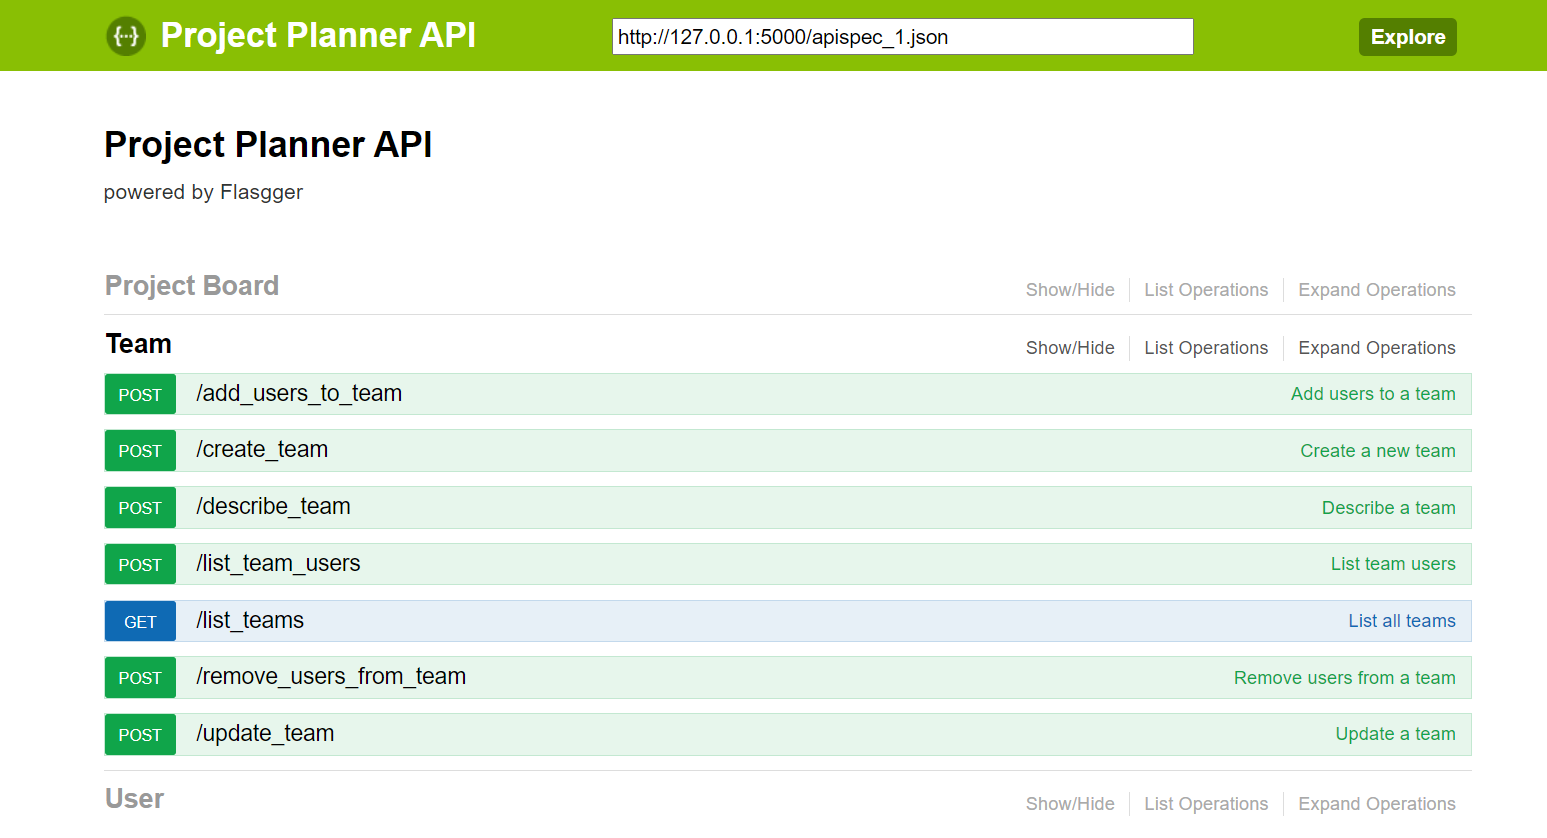 {···} Project Planner API http://127.0.0.1:5000/apispec_1.json Explore
Project Planner API
powered by Flasgger
Project Board Show/Hide List Operations Expand Operations
Team Show/Hide List Operations Expand Operations
POST /add_users_to_team Add users to a team
POST /create_team Create a new team
POST /describe_team Describe a team
POST /list_team_users List team users
GET /list_teams List all teams
POST /remove_users_from_team Remove users from a team
POST /update_team Update a team
User Show/Hide List Operations Expand Operations